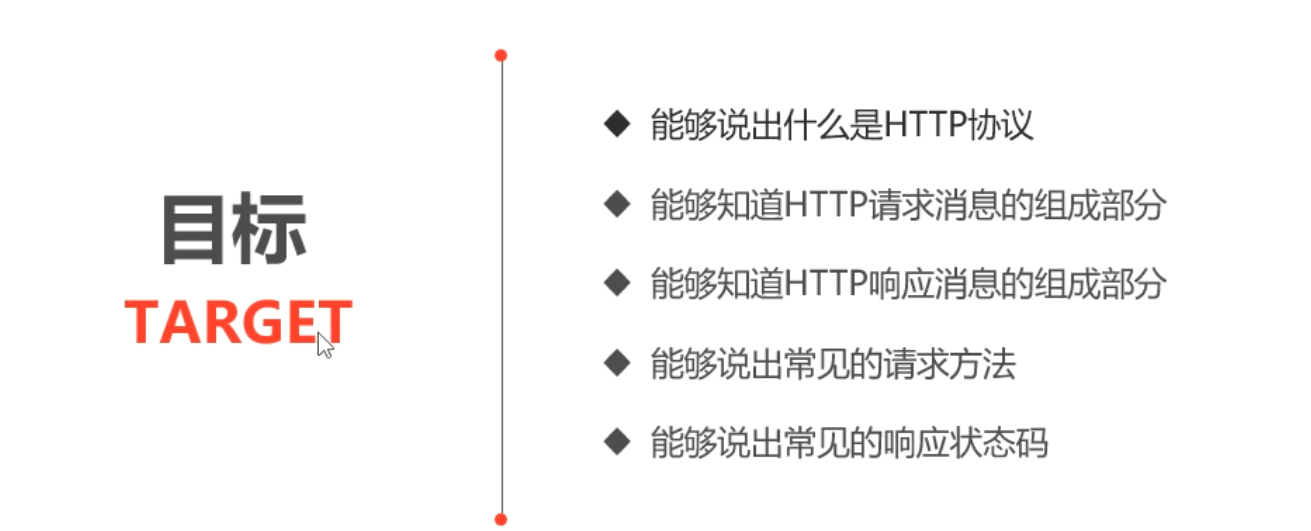 目标
TARGET
◆ 能够说出什么是HTTP协议
◆ 能够知道HTTP请求消息的组成部分
◆ 能够知道HTTP响应消息的组成部分
◆ 能够说出常见的请求方法
◆ 能够说出常见的响应状态码